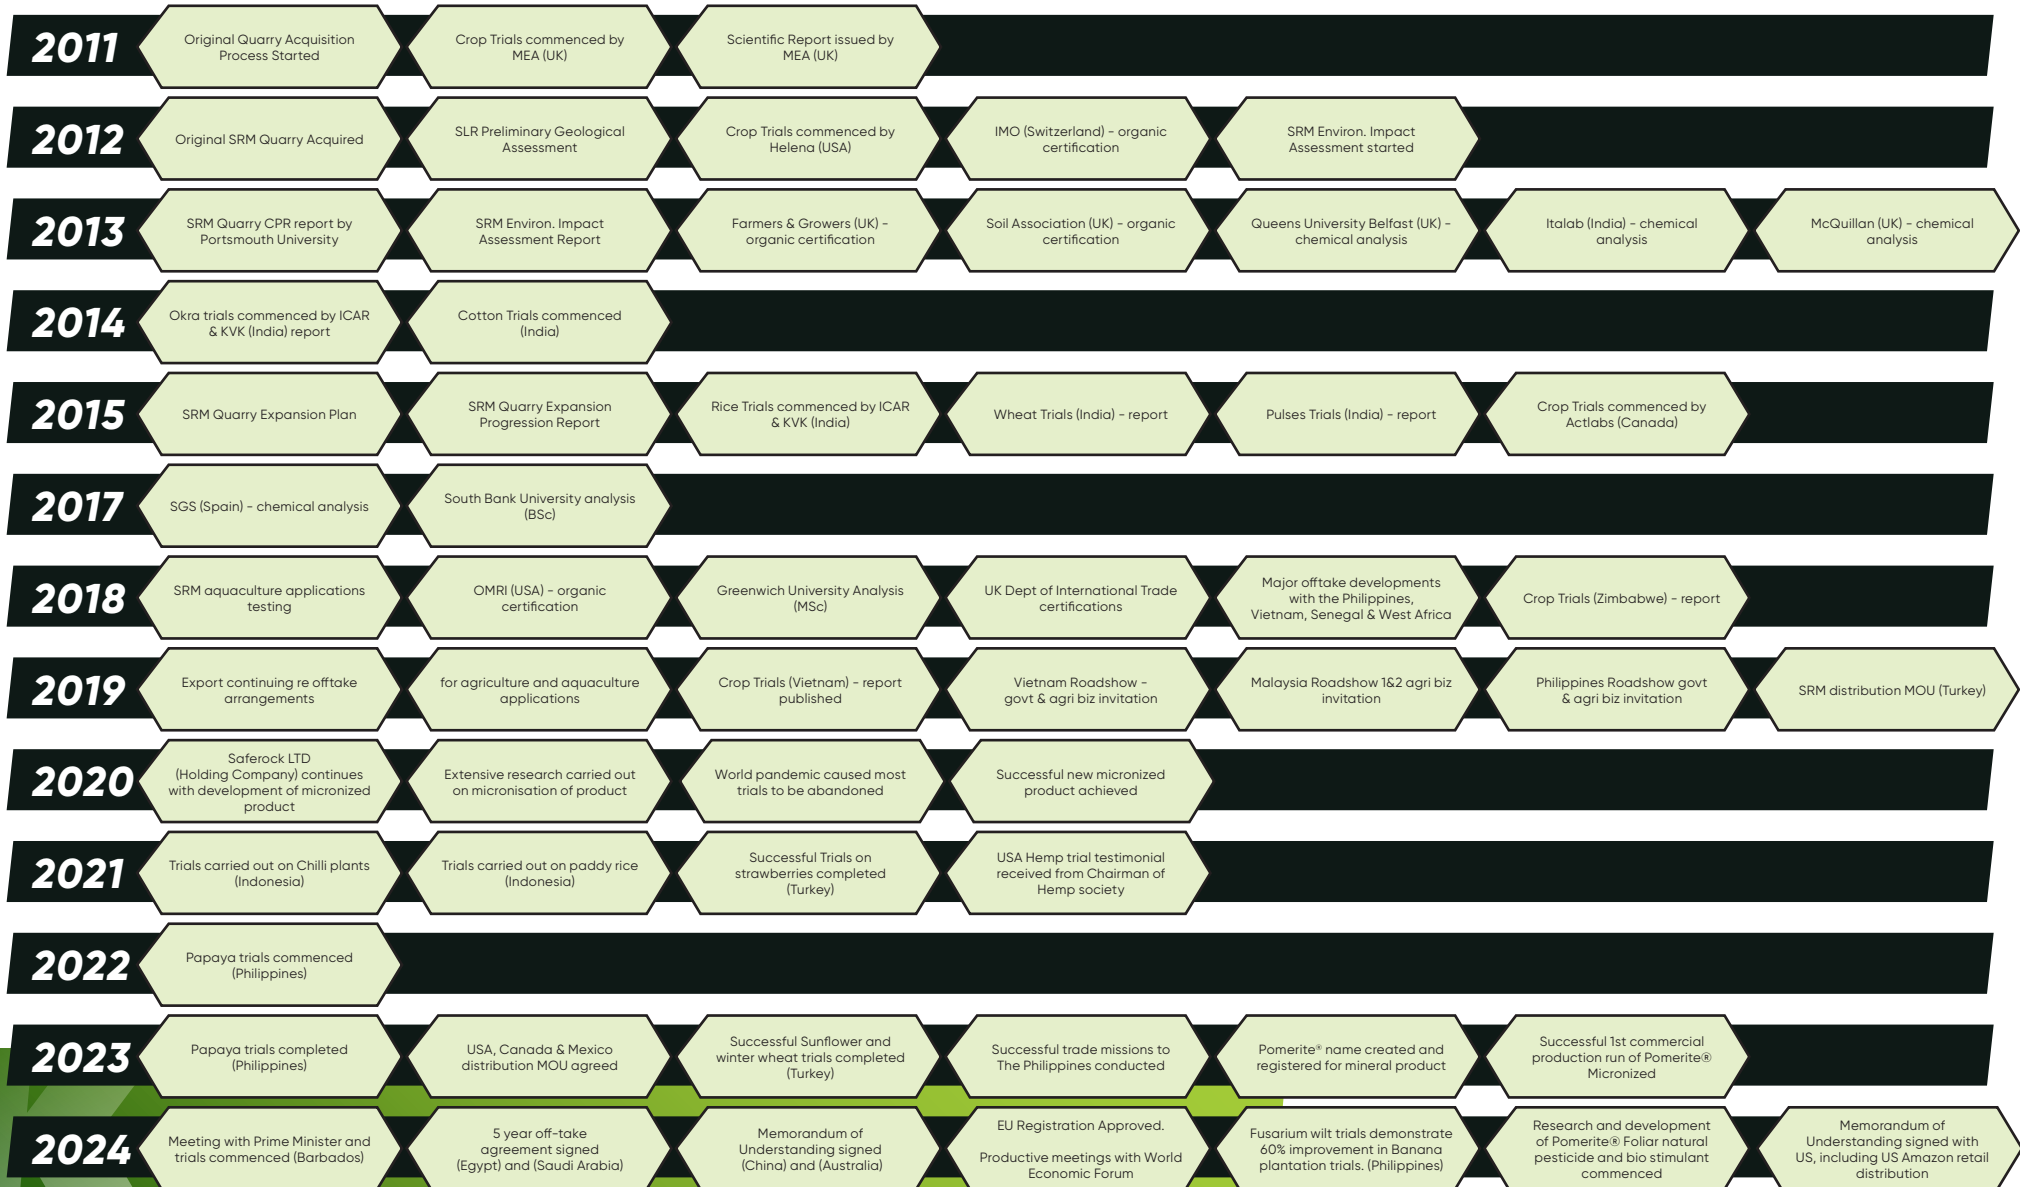 2011
Original Quarry Acquisition
Process Started
Crop Trials commenced by
MEA (UK)
Scientific Report issued by
MEA (UK)
2012
Original SRM Quarry Acquired
SLR Preliminary Geological
Assessment
Crop Trials commenced by
Helena (USA)
IMO (Switzerland) - organic
certification
SRM Environ. Impact
Assessment started
2013
SRM Quarry CPR report by
Portsmouth University
SRM Environ. Impact
Assessment Report
Farmers & Growers (UK) -
organic certification
Soil Association (UK) - organic
certification
Queens University Belfast (UK) -
chemical analysis
Italab (India) - chemical
analysis
McQuillan (UK) - chemical
analysis
2014
Okra trials commenced by ICAR
& KVK (India) report
Cotton Trials commenced
(India)
2015
SRM Quarry Expansion Plan
SRM Quarry Expansion
Progression Report
Rice Trials commenced by ICAR
& KVK (India)
Wheat Trials (India) - report
Pulses Trials (India) - report
Crop Trials commenced by
Actlabs (Canada)
2017
SGS (Spain) - chemical analysis
South Bank University analysis
(BSc)
2018
SRM aquaculture applications
testing
OMRI (USA) - organic
certification
Greenwich University Analysis
(MSc)
UK Dept of International Trade
certifications
Major offtake developments
with the Philippines,
Vietnam, Senegal & West Africa
Crop Trials (Zimbabwe) - report
2019
Export continuing re offtake
arrangements
for agriculture and aquaculture
applications
Crop Trials (Vietnam) - report
published
Vietnam Roadshow -
govt & agri biz invitation
Malaysia Roadshow 1&2 agri biz
invitation
Philippines Roadshow govt
& agri biz invitation
SRM distribution MOU (Turkey)
2020
Saferock LTD
(Holding Company) continues
with development of micronized
product
Extensive research carried out
on micronisation of product
World pandemic caused most
trials to be abandoned
Successful new micronized
product achieved
2021
Trials carried out on Chilli plants
(Indonesia)
Trials carried out on paddy rice
(Indonesia)
Successful Trials on
strawberries completed
(Turkey)
USA Hemp trial testimonial
received from Chairman of
Hemp society
2022
Papaya trials commenced
(Philippines)
2023
Papaya trials completed
(Philippines)
USA, Canada & Mexico
distribution MOU agreed
Successful Sunflower and
winter wheat trials completed
(Turkey)
Successful trade missions to
The Philippines conducted
Pomerite® name created and
registered for mineral product
Successful 1st commercial
production run of Pomerite®
Micronized
2024
Meeting with Prime Minister and
trials commenced (Barbados)
5 year off-take
agreement signed
(Egypt) and (Saudi Arabia)
Memorandum of
Understanding signed
(China) and (Australia)
EU Registration Approved.
Productive meetings with World
Economic Forum
Fusarium wilt trials demonstrate
60% improvement in Banana
plantation trials. (Philippines)
Research and development
of Pomerite® Foliar natural
pesticide and bio stimulant
commenced
Memorandum of
Understanding signed with
US, including US Amazon retail
distribution